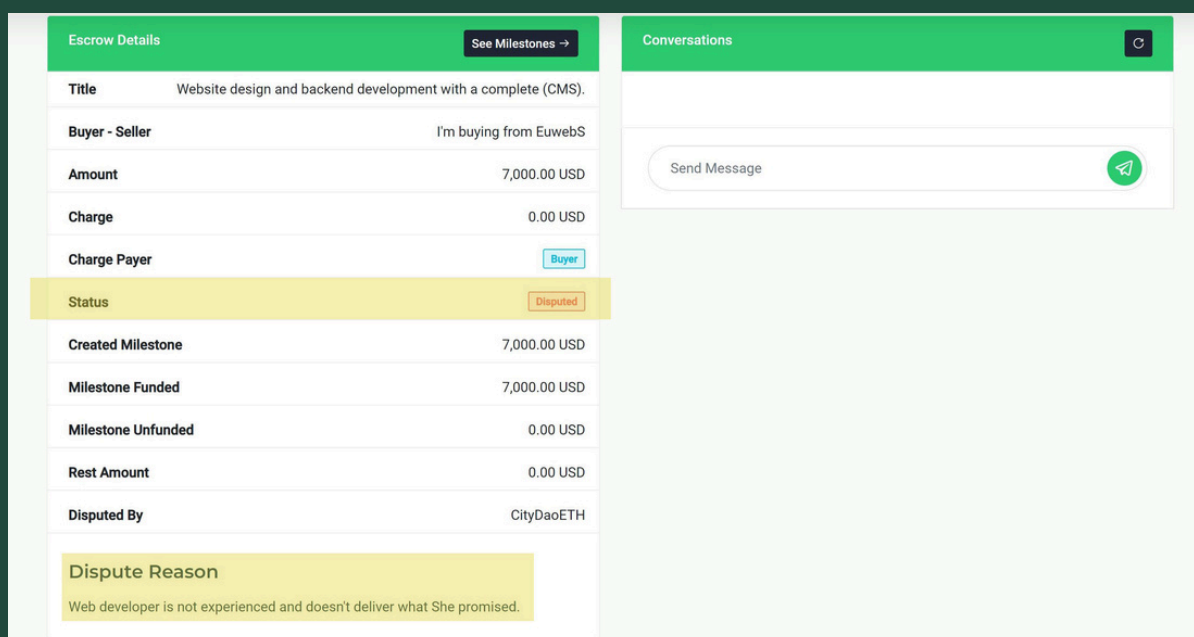 Escrow Details
See Milestones →
Title Website design and backend development with a complete (CMS).
Buyer - Seller I'm buying from EuwebS
Amount 7,000.00 USD
Charge 0.00 USD
Charge Payer Buyer
Status Disputed
Created Milestone 7,000.00 USD
Milestone Funded 7,000.00 USD
Milestone Unfunded 0.00 USD
Rest Amount 0.00 USD
Disputed By CityDaoETH
Dispute Reason
Web developer is not experienced and doesn't deliver what She promised.
Conversations
Send Message